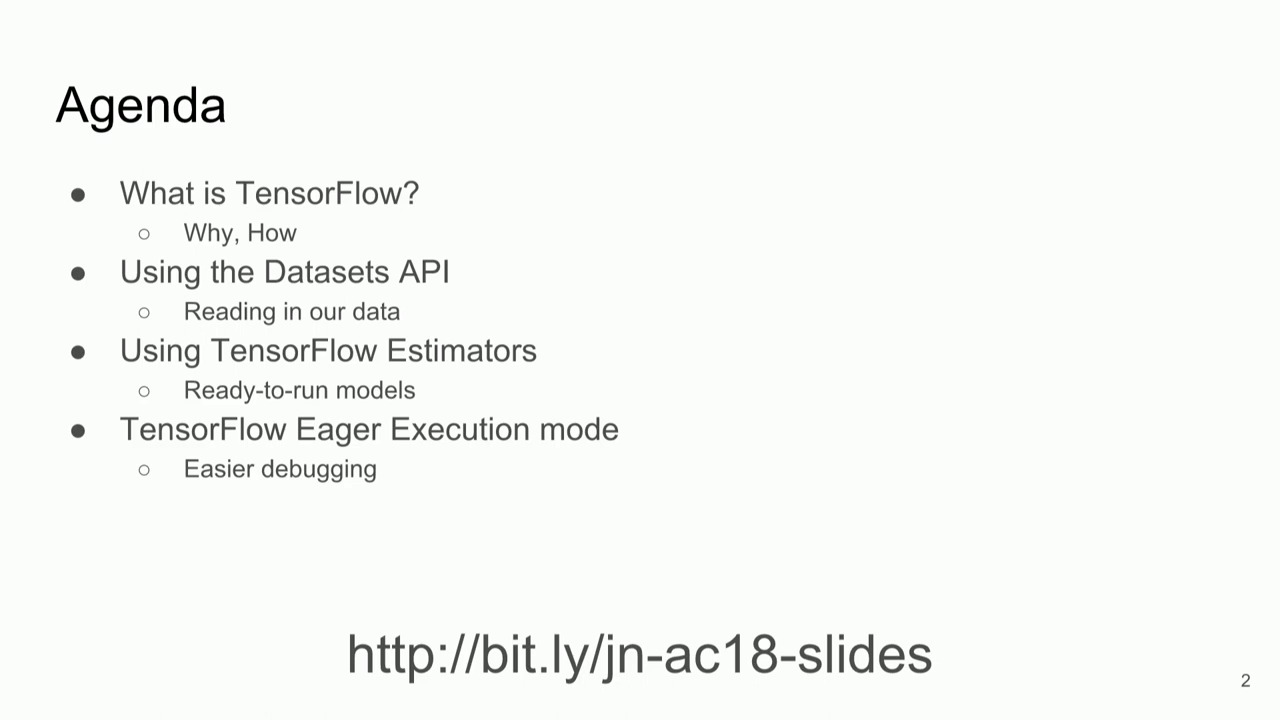 Agenda
● What is TensorFlow?
○ Why, How
● Using the Datasets API
○ Reading in our data
● Using TensorFlow Estimators
○ Ready-to-run models
● TensorFlow Eager Execution mode
○ Easier debugging
http://bit.ly/jn-ac18-slides
2